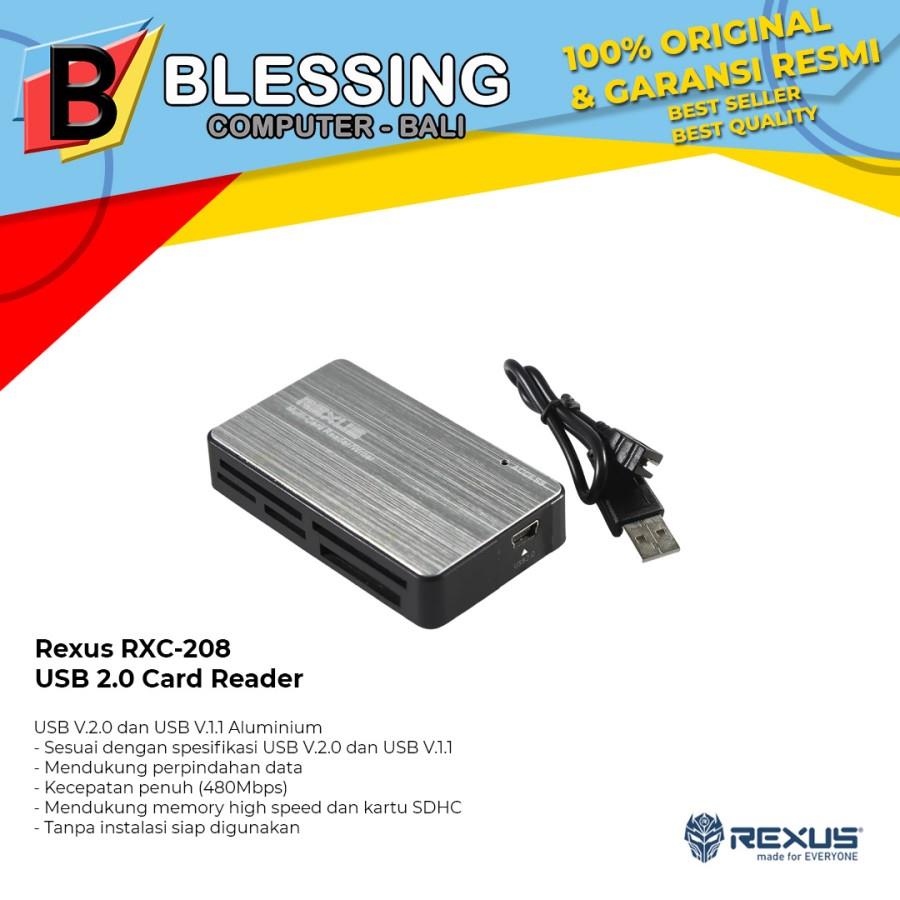 B
BLESSING
COMPUTER - BALI
100% ORIGINAL
& GARANSI RESMI
BEST SELLER
BEST QUALITY
REXUS
ACCESS
USB2.0
Rexus RXC-208
USB 2.0 Card Reader
USB V.2.0 dan USB V.1.1 Aluminium
- Sesuai dengan spesifikasi USB V.2.0 dan USB V.1.1
- Mendukung perpindahan data
- Kecepatan penuh (480Mbps)
- Mendukung memory high speed dan kartu SDHC
- Tanpa instalasi siap digunakan
REXUS®
made for EVERYONE